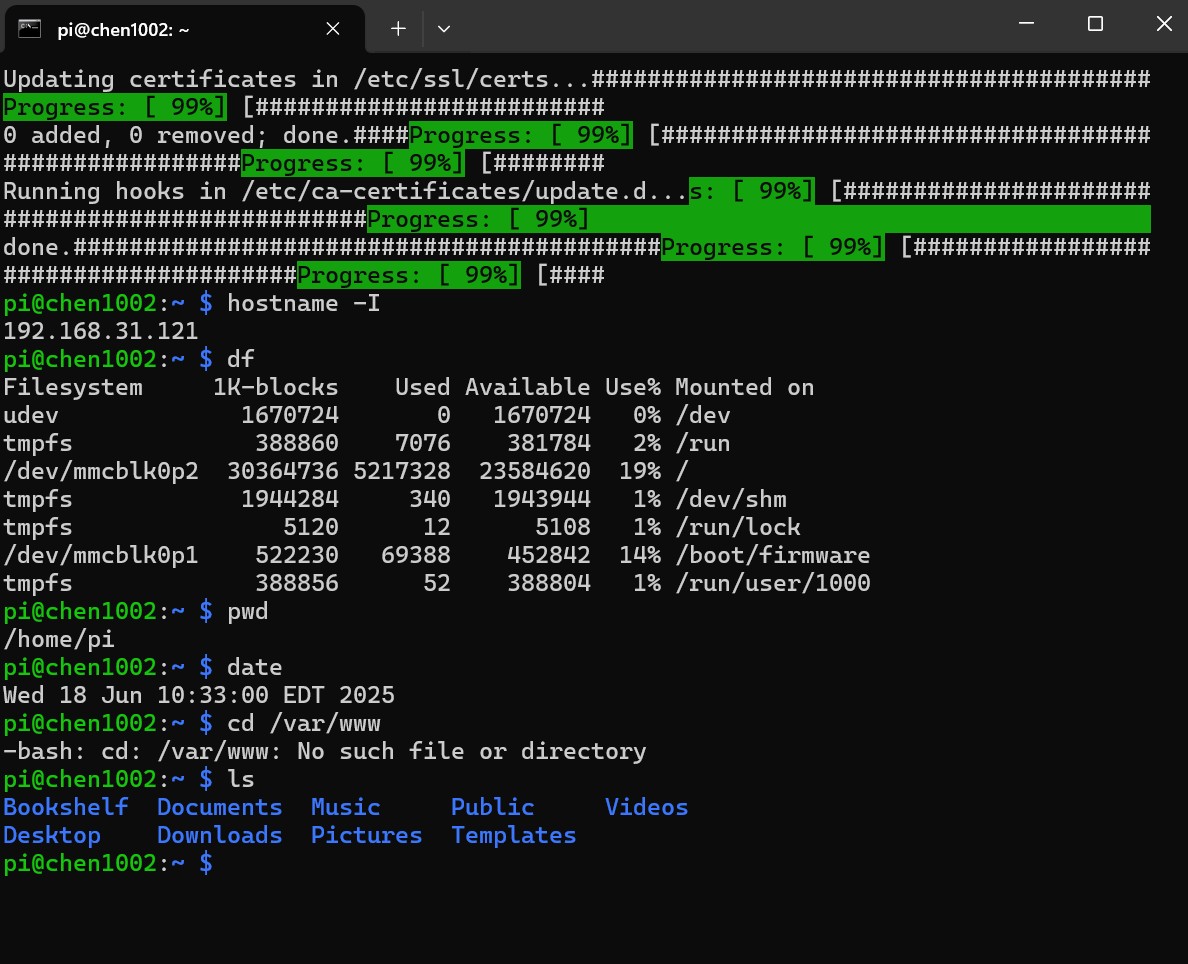 pi@chen1002: ~
Updating certificates in /etc/ssl/certs...########################################
Progress: [ 99%] [#########################
0 added, 0 removed; done.####Progress: [ 99%] [###################################
#################Progress: [ 99%] [########
Running hooks in /etc/ca-certificates/update.d...s: [ 99%] [######################
##########################Progress: [ 99%]
done.##########################################Progress: [ 99%] [#################
#####################Progress: [ 99%] [####
pi@chen1002:~ $ hostname -I
192.168.31.121
pi@chen1002:~ $ df
Filesystem     1K-blocks    Used Available Use% Mounted on
udev             1670724       0   1670724   0% /dev
tmpfs             388860    7076    381784   2% /run
/dev/mmcblk0p2  30364736 5217328  23584620  19% /
tmpfs            1944284     340   1943944   1% /dev/shm
tmpfs               5120      12      5108   1% /run/lock
/dev/mmcblk0p1    522230   69388    452842  14% /boot/firmware
tmpfs             388856      52    388804   1% /run/user/1000
pi@chen1002:~ $ pwd
/home/pi
pi@chen1002:~ $ date
Wed 18 Jun 10:33:00 EDT 2025
pi@chen1002:~ $ cd /var/www
-bash: cd: /var/www: No such file or directory
pi@chen1002:~ $ ls
Bookshelf  Documents  Music     Public     Videos
Desktop    Downloads  Pictures  Templates
pi@chen1002:~ $